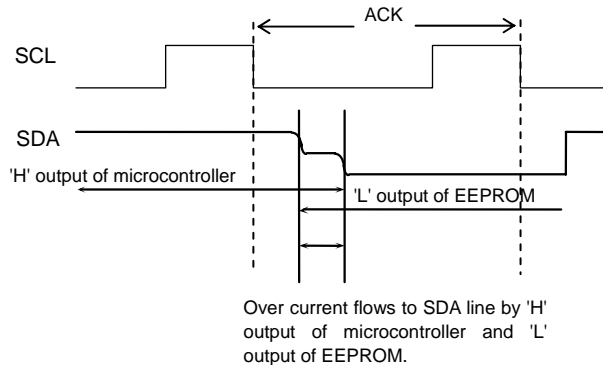 ACK
SCL
SDA
'H' output of microcontroller
'L' output of EEPROM
Over current flows to SDA line by 'H'
output of microcontroller and 'L'
output of EEPROM.